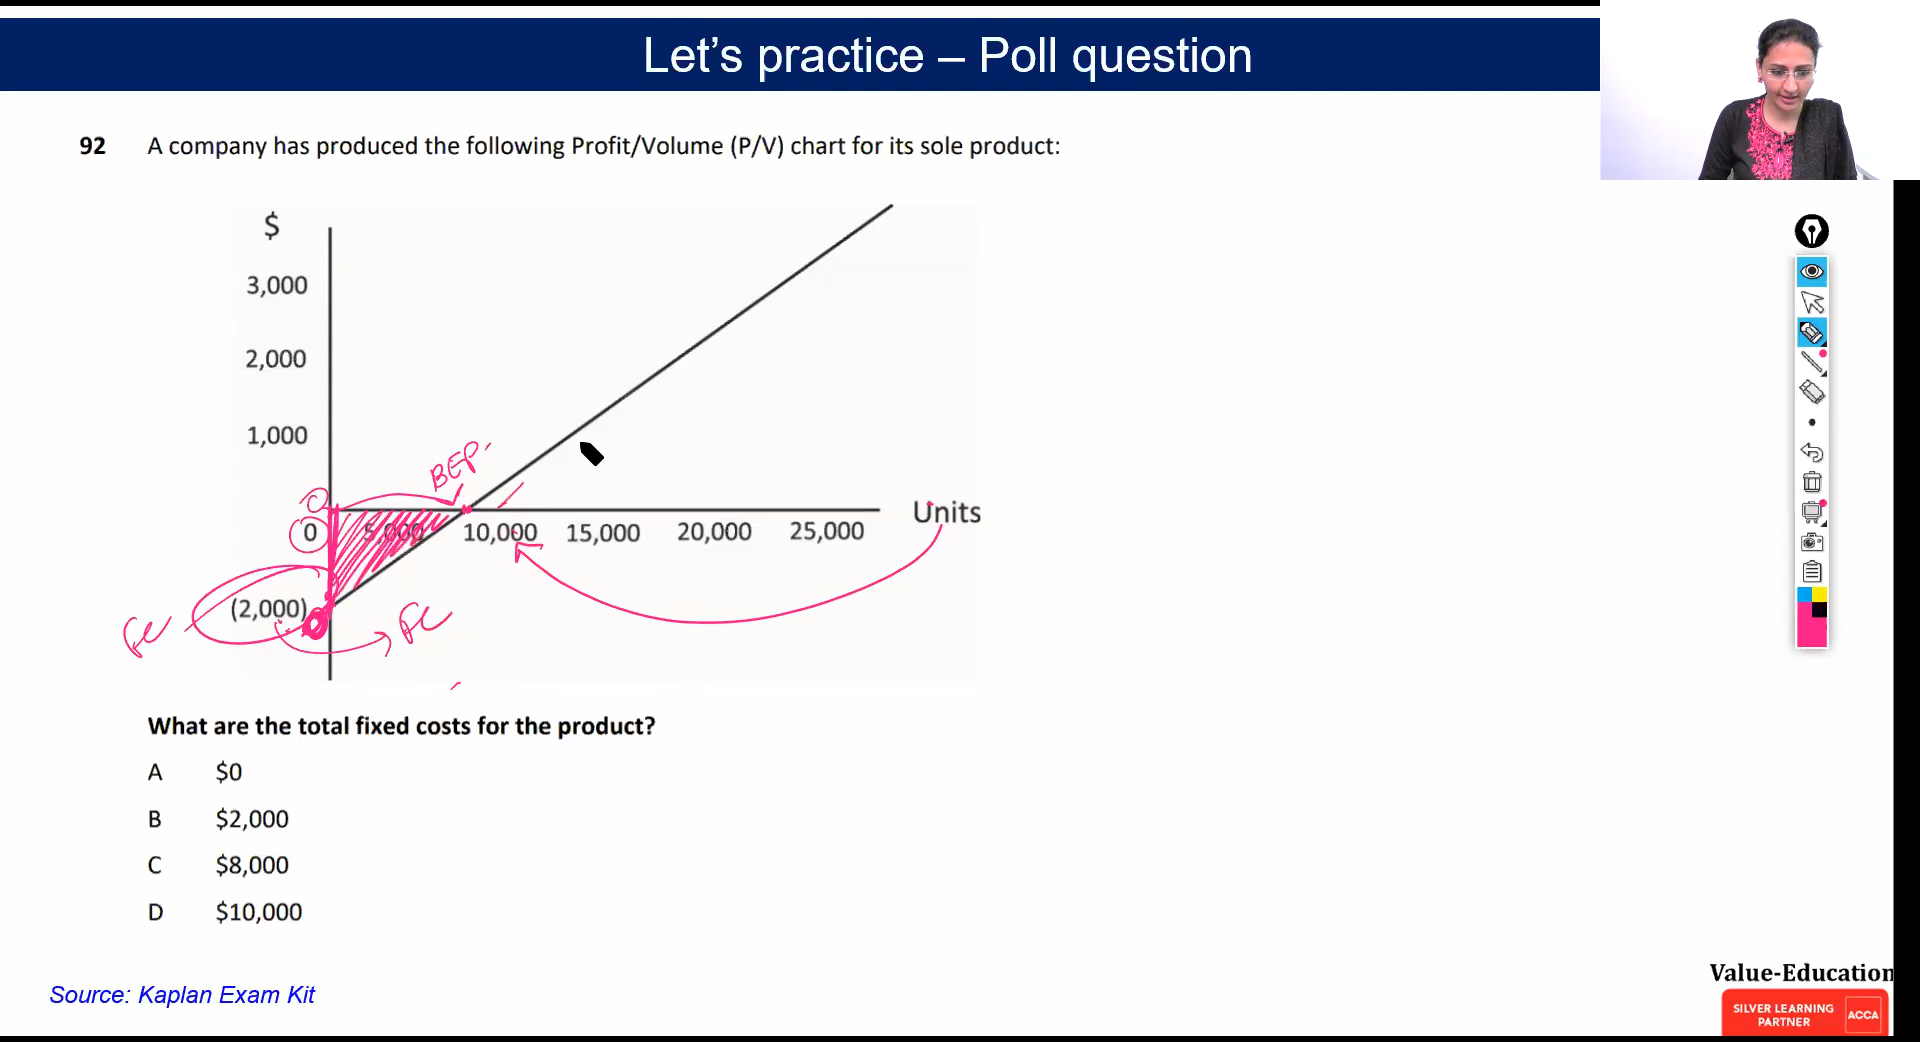 Let's practice – Poll question
92 A company has produced the following Profit/Volume (P/V) chart for its sole product:
$
3,000
2,000
1,000
BEP.
0
0 5,000 10,000 15,000 20,000 25,000 Units
(2,000)
FC
FC
What are the total fixed costs for the product?
A $0
B $2,000
C $8,000
D $10,000
Source: Kaplan Exam Kit
Value-Education
SILVER LEARNING
PARTNER
ACCA